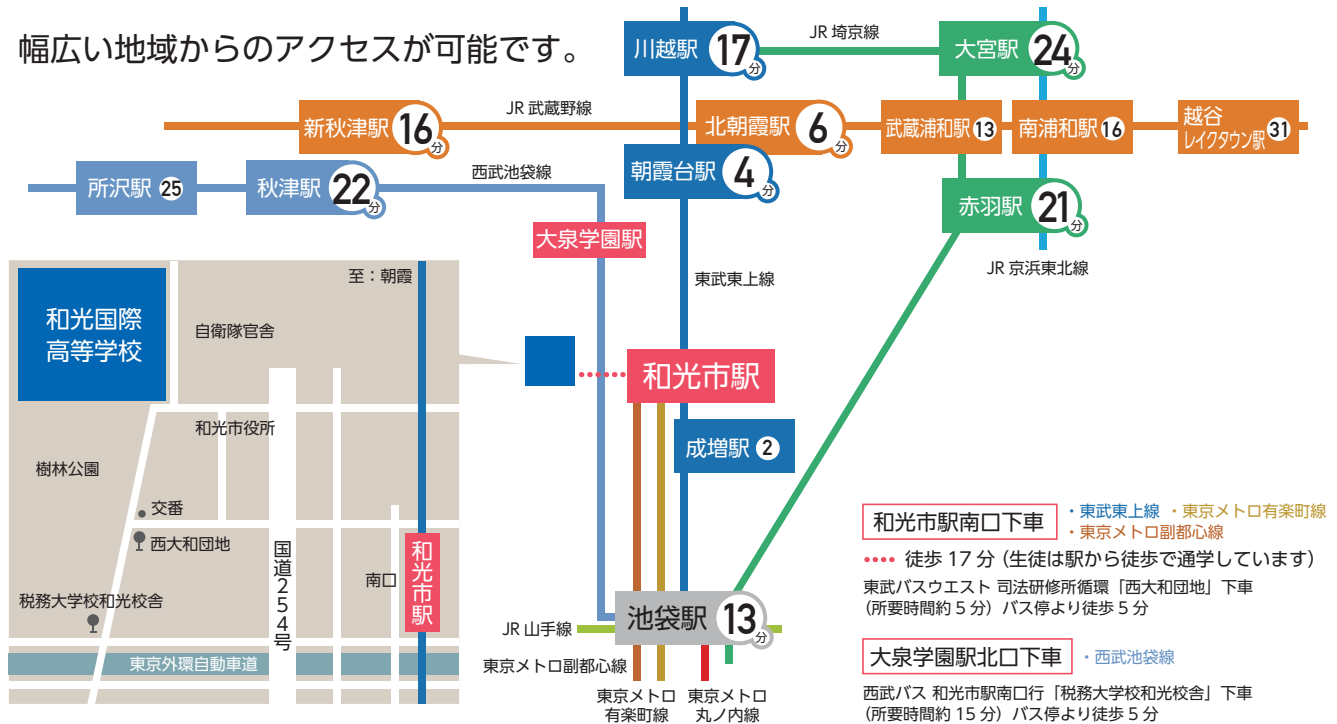 幅広い地域からのアクセスが可能です。
川越駅 17分
JR 埼京線
大宮駅 24分
新秋津駅 16分
JR 武蔵野線
北朝霞駅 6分
武蔵浦和駅 13
南浦和駅 16
越谷
レイクタウン駅 31
朝霞台駅 4分
所沢駅 25
秋津駅 22分
西武池袋線
赤羽駅 21分
大泉学園駅
JR 京浜東北線
東武東上線
至：朝霞
和光国際
高等学校
自衛隊官舎
和光市役所
樹林公園
交番
西大和団地
国道254号
南口
和光市駅
税務大学校和光校舎
東京外環自動車道
和光市駅
成増駅 2
池袋駅 13分
JR 山手線
東京メトロ副都心線
東京メトロ
有楽町線
東京メトロ
丸ノ内線
和光市駅南口下車
・東武東上線 ・東京メトロ有楽町線
・東京メトロ副都心線
徒歩 17 分（生徒は駅から徒歩で通学しています）
東武バスウエスト 司法研修所循環「西大和団地」下車
（所要時間約 5 分）バス停より徒歩 5 分
大泉学園駅北口下車
・西武池袋線
西武バス 和光市駅南口行「税務大学校和光校舎」下車
（所要時間約 15 分）バス停より徒歩 5 分